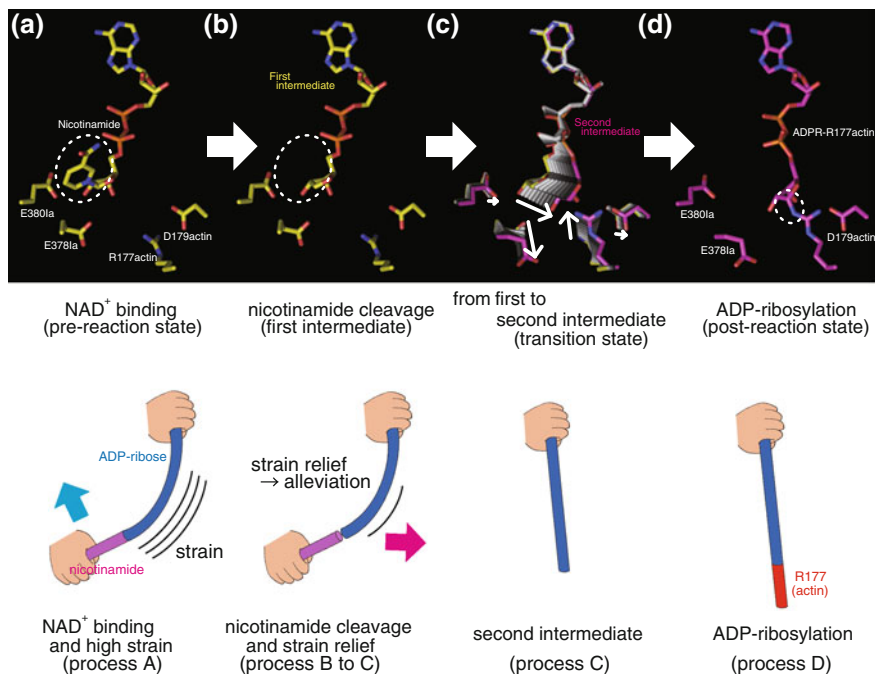 (a)
Nicotinamide
E380Ia
E378Ia
R177actin
D179actin
(b)
First
intermediate
(c)
Second
intermediate
(d)
ADPR-R177actin
E380Ia
E378Ia
D179actin
NAD+ binding
(pre-reaction state)
nicotinamide cleavage
(first intermediate)
from first to
second intermediate
(transition state)
ADP-ribosylation
(post-reaction state)
ADP-ribose
strain
nicotinamide
NAD+ binding
and high strain
(process A)
strain relief
→ alleviation
nicotinamide cleavage
and strain relief
(process B to C)
second intermediate
(process C)
R177
(actin)
ADP-ribosylation
(process D)